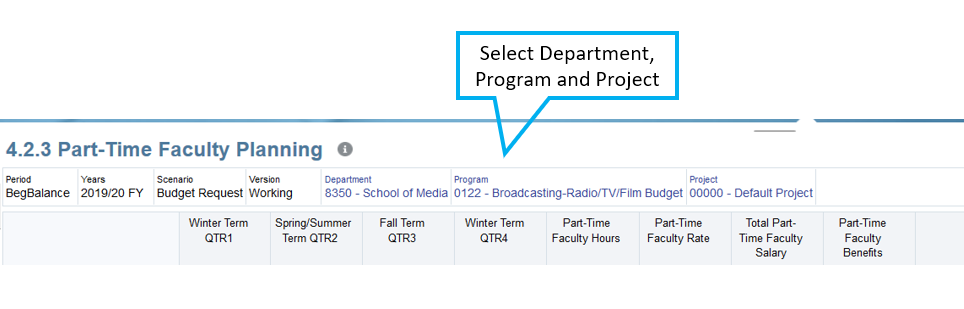 Select Department,
Program and Project
4.2.3 Part-Time Faculty Planning
Period Years Scenario Version Department Program Project
BegBalance 2019/20 FY Budget Request Working 8350 - School of Media 0122 - Broadcasting-Radio/TV/Film Budget 00000 - Default Project
Winter Term Spring/Summer Fall Term Winter Term Part-Time Part-Time Total Part- Part-Time
QTR1 Term QTR2 QTR3 QTR4 Faculty Hours Faculty Rate Time Faculty Faculty
Salary Benefits